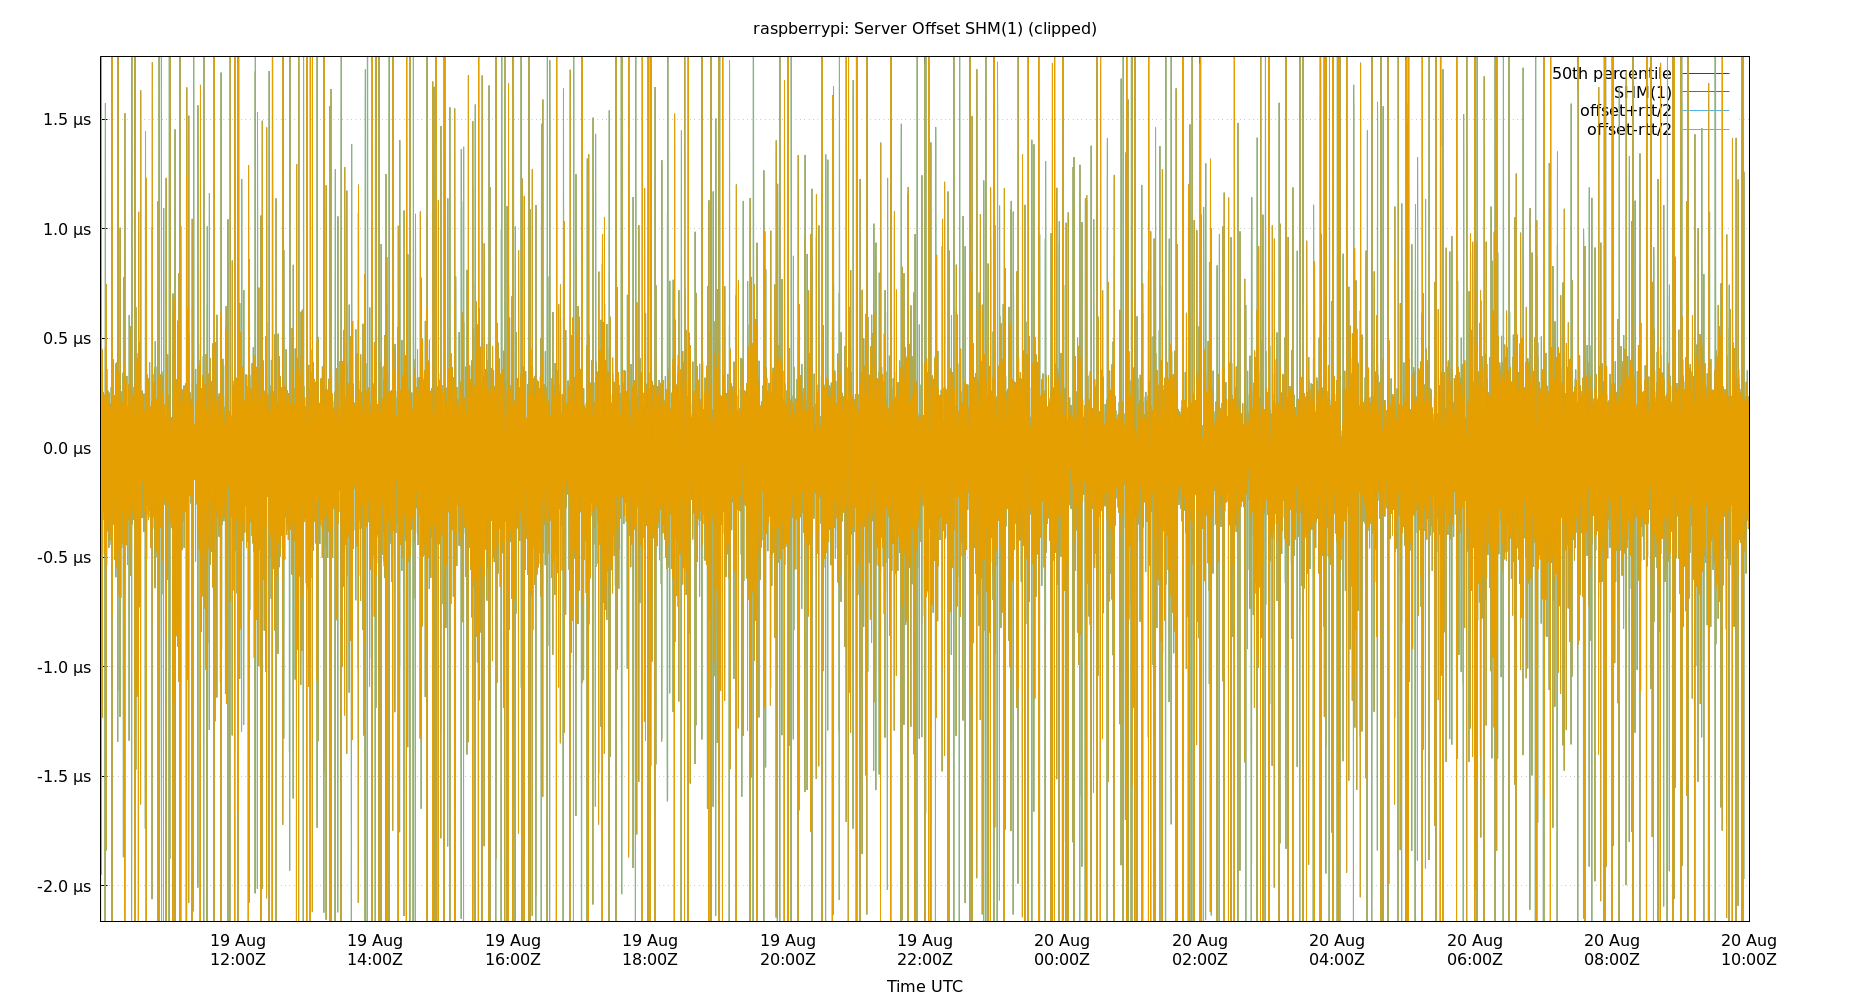 raspberrypi: Server Offset SHM(1) (clipped)
50th percentile
SHM(1)
offset+rtt/2
offset-rtt/2
1.5 µs
1.0 µs
0.5 µs
0.0 µs
-0.5 µs
-1.0 µs
-1.5 µs
-2.0 µs
19 Aug 19 Aug 19 Aug 19 Aug 19 Aug 19 Aug 20 Aug 20 Aug 20 Aug 20 Aug 20 Aug 20 Aug
12:00Z 14:00Z 16:00Z 18:00Z 20:00Z 22:00Z 00:00Z 02:00Z 04:00Z 06:00Z 08:00Z 10:00Z
Time UTC